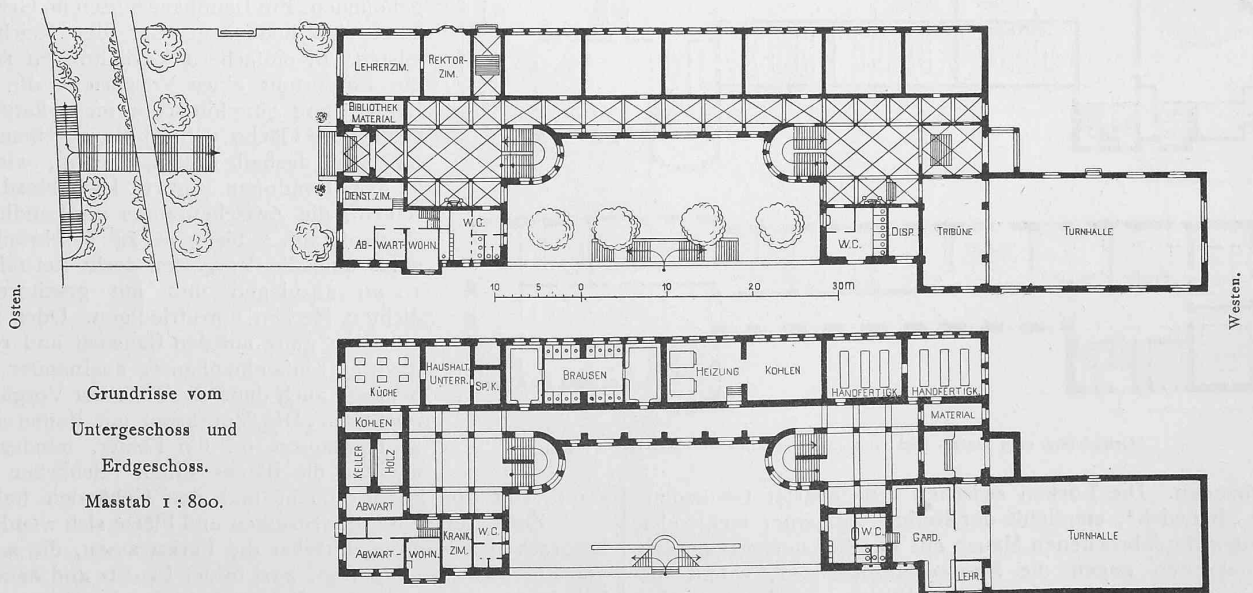 LEHRERZIM.
REKTOR-
ZIM.
BIBLIOTHEK
MATERIAL
DIENST.ZIM.
AB- WART- WOHN.
W.C.
W.C.
DISP.
TRIBÜNE
TURNHALLE
10 5 0 10 20 30 m
Osten.
Westen.
Grundrisse vom
Untergeschoss und
Erdgeschoss.
Masstab 1 : 800.
KÜCHE
HAUSHALT.
UNTERR.
SP.K.
BRAUSEN
HEIZUNG
KOHLEN
HANDFERTIGK.
HANDFERTIGK.
KOHLEN
MATERIAL
KELLER
HOLZ
ABWART
ABWART-
WOHN.
KRANK.
ZIM.
W.C.
W.C.
GARD.
LEHR.
TURNHALLE